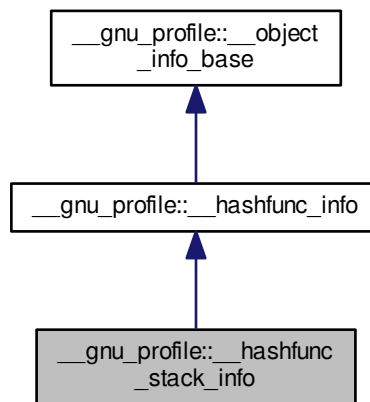 __gnu_profile::__object
_info_base
__gnu_profile::__hashfunc_info
__gnu_profile::__hashfunc
_stack_info